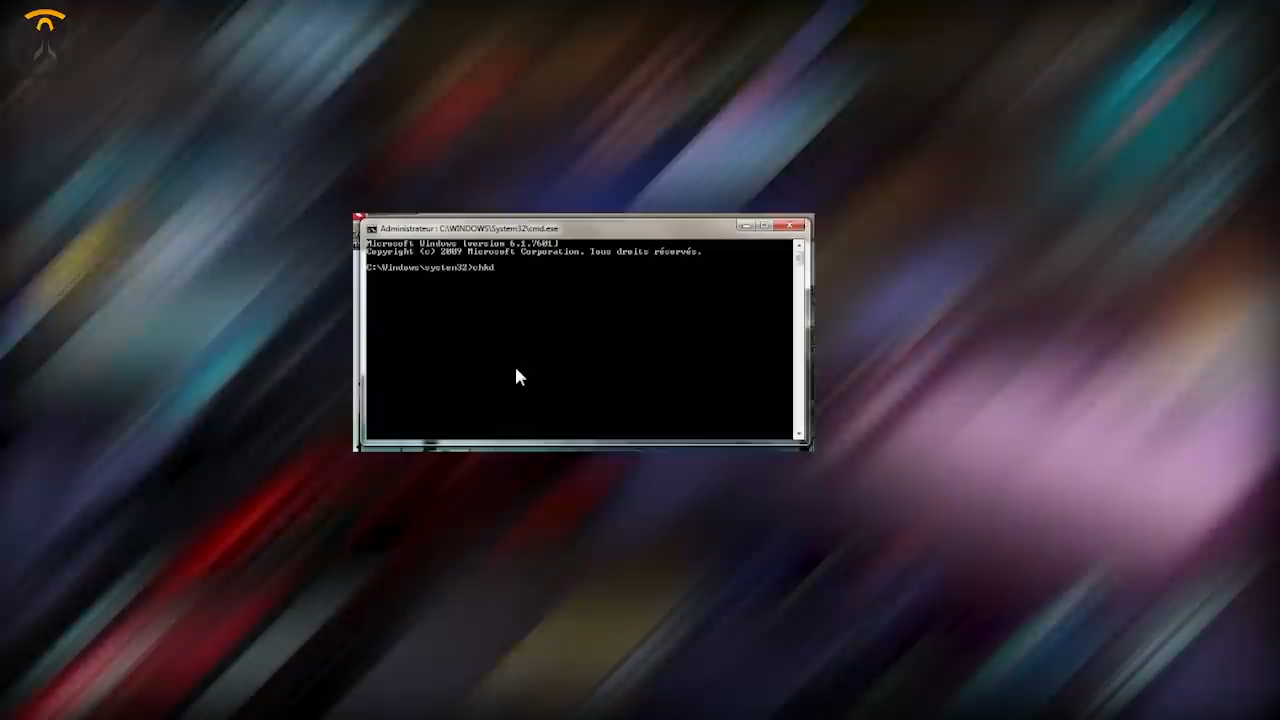 Administrateur : C:\WINDOWS\System32\cmd.exe
Microsoft Windows [version 6.1.7601]
Copyright (c) 2009 Microsoft Corporation. Tous droits réservés.
C:\Windows\system32>chkd